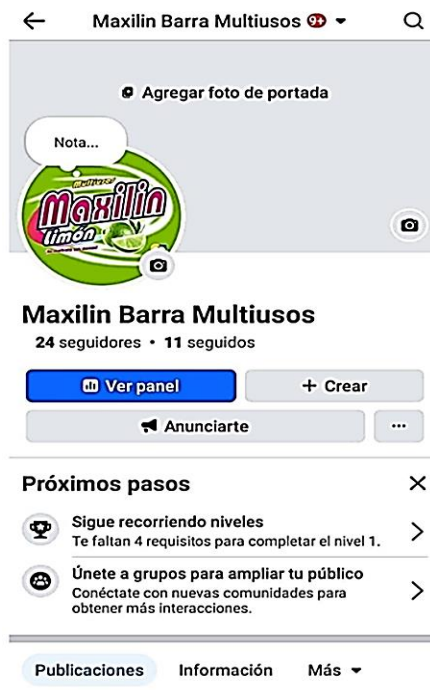 Maxilin Barra Multiusos 9+
Agregar foto de portada
Nota...
Multiusos
Maxilin
limón
Maxilin Barra Multiusos
24 seguidores • 11 seguidos
Ver panel
+ Crear
Anunciarte
...
Próximos pasos
Sigue recorriendo niveles
Te faltan 4 requisitos para completar el nivel 1.
Únete a grupos para ampliar tu público
Conéctate con nuevas comunidades para
obtener más interacciones.
Publicaciones Información Más